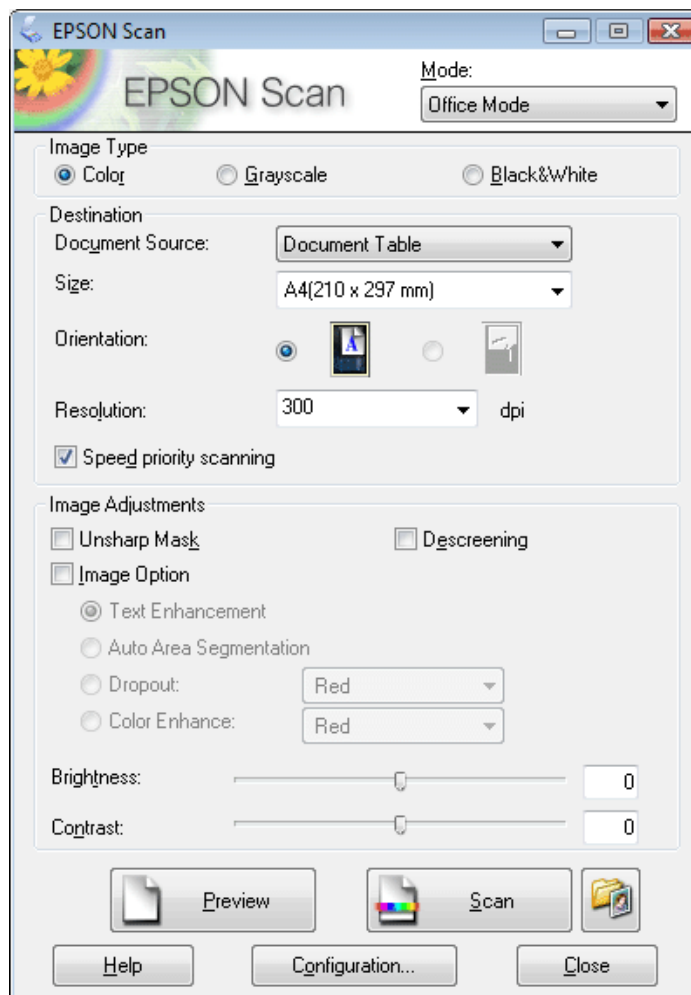 EPSON Scan
EPSON Scan
Mode:
Office Mode
Image Type
Color Grayscale Black&White
Destination
Document Source: Document Table
Size: A4(210 x 297 mm)
Orientation: A
Resolution: 300 dpi
Speed priority scanning
Image Adjustments
Unsharp Mask Descreening
Image Option
Text Enhancement
Auto Area Segmentation
Dropout: Red
Color Enhance: Red
Brightness: 0
Contrast: 0
Preview Scan
Help Configuration... Close